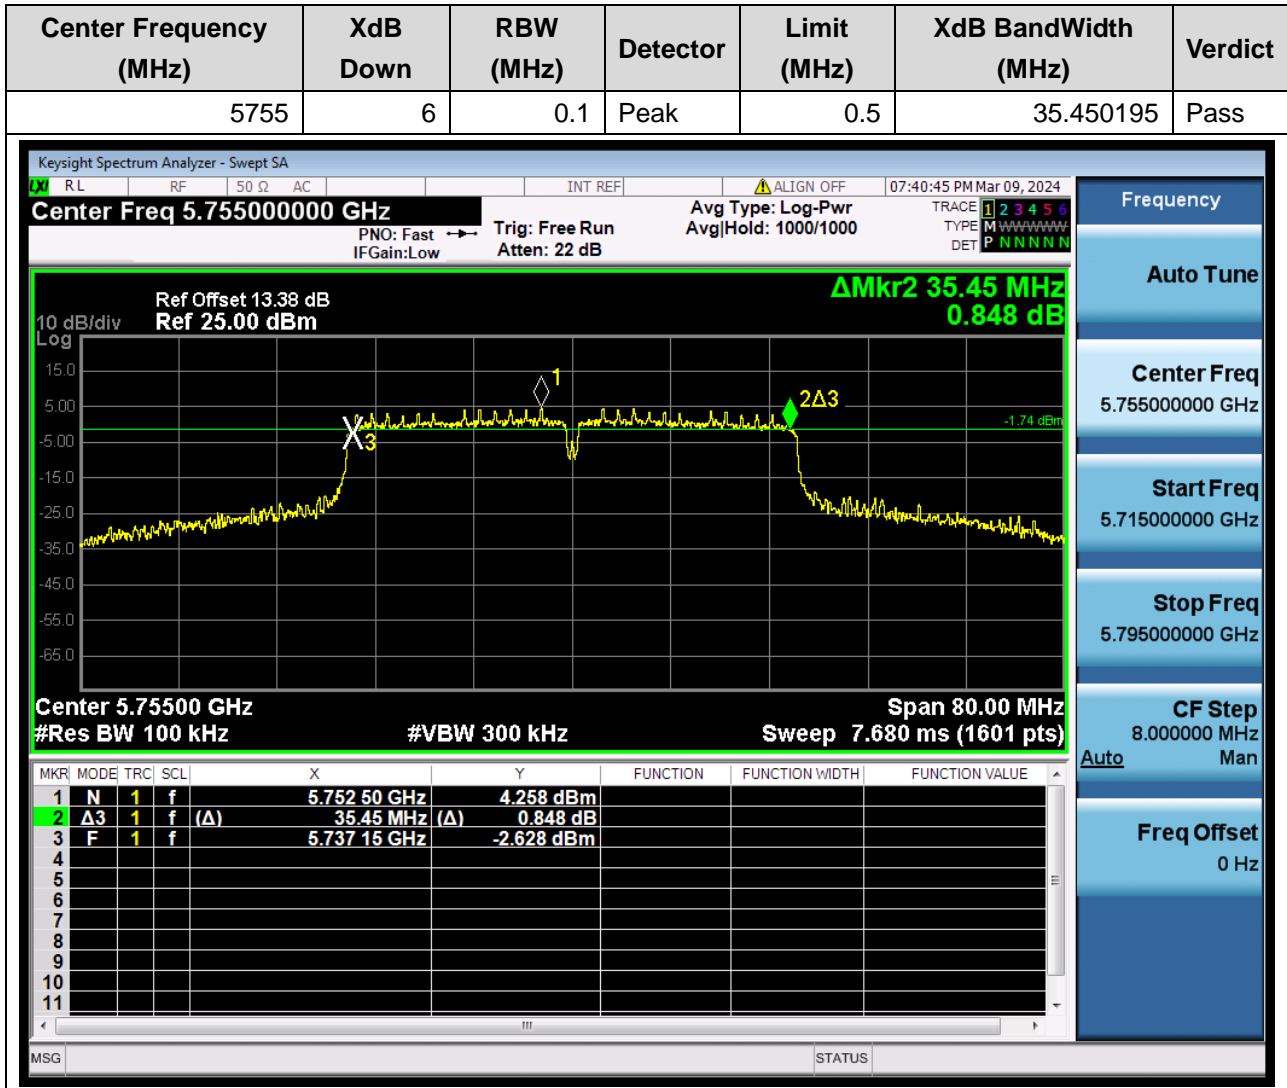 Center Frequency (MHz) XdB Down RBW (MHz) Detector Limit (MHz) XdB BandWidth (MHz) Verdict
5755 6 0.1 Peak 0.5 35.450195 Pass
Keysight Spectrum Analyzer - Swept SA
LXI RL RF 50 Ω AC INT REF ALIGN OFF 07:40:45 PM Mar 09, 2024
Center Freq 5.755000000 GHz
PNO: Fast
IFGain:Low
Trig: Free Run
Atten: 22 dB
Avg Type: Log-Pwr
Avg|Hold: 1000/1000
TRACE 1 2 3 4 5 6
TYPE M WWWWW
DET P N N N N N
ΔMkr2 35.45 MHz
0.848 dB
Ref Offset 13.38 dB
10 dB/div Ref 25.00 dBm
Log
15.0
5.00
-5.00
-15.0
-25.0
-35.0
-45.0
-55.0
-65.0
1
2Δ3
3
-1.74 dBm
Center 5.75500 GHz Span 80.00 MHz
#Res BW 100 kHz #VBW 300 kHz Sweep 7.680 ms (1601 pts)
MKR MODE TRC SCL X Y FUNCTION FUNCTION WIDTH FUNCTION VALUE
1 N 1 f 5.752 50 GHz 4.258 dBm
2 Δ3 1 f (Δ) 35.45 MHz (Δ) 0.848 dB
3 F 1 f 5.737 15 GHz -2.628 dBm
4
5
6
7
8
9
10
11
MSG STATUS
Frequency
Auto Tune
Center Freq
5.755000000 GHz
Start Freq
5.715000000 GHz
Stop Freq
5.795000000 GHz
CF Step
8.000000 MHz
Auto Man
Freq Offset
0 Hz